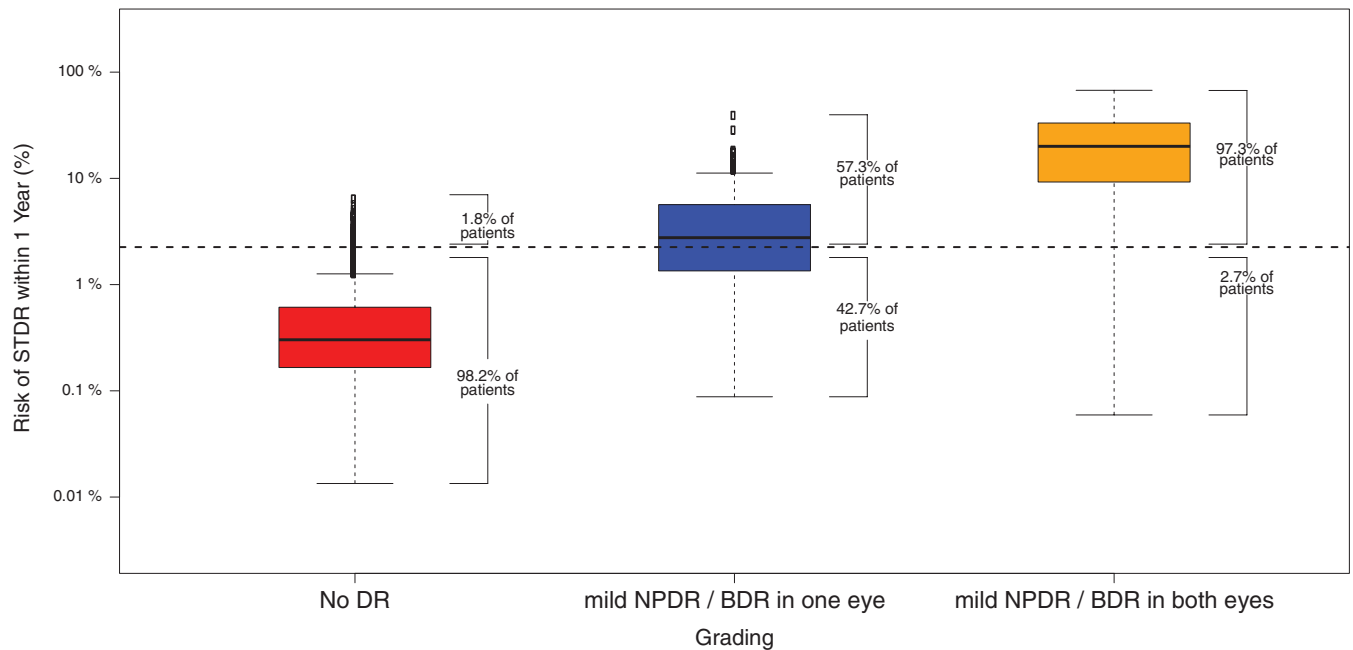 Risk of STDR within 1 Year (%)
100 %
10 %
1 %
0.1 %
0.01 %
1.8% of
patients
98.2% of
patients
57.3% of
patients
42.7% of
patients
97.3% of
patients
2.7% of
patients
No DR
mild NPDR / BDR in one eye
mild NPDR / BDR in both eyes
Grading